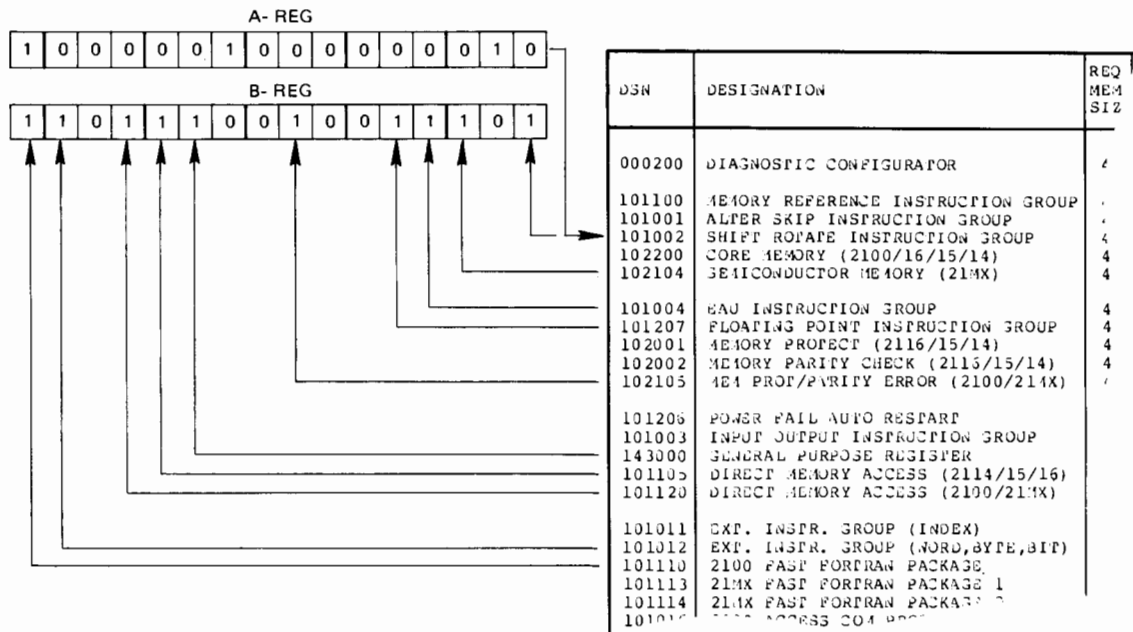 A- REG
1 0 0 0 0 0 1 0 0 0 0 0 0 0 1 0
B- REG
1 1 0 1 1 1 0 0 1 0 0 1 1 1 0 1
DSN DESIGNATION REQ
MEM
SIZ
000200 DIAGNOSTIC CONFIGURATOR
101100 MEMORY REFERENCE INSTRUCTION GROUP
101001 ALTER SKIP INSTRUCTION GROUP
101002 SHIFT ROTATE INSTRUCTION GROUP 4
102200 CORE MEMORY (2100/16/15/14) 4
102104 SEMICONDUCTOR MEMORY (21MX) 4
101004 EAU INSTRUCTION GROUP 4
101207 FLOATING POINT INSTRUCTION GROUP 4
102001 MEMORY PROTECT (2116/15/14) 4
102002 MEMORY PARITY CHECK (2116/15/14) 4
102105 MEM PROT/PARITY ERROR (2100/21MX)
101206 POWER FAIL AUTO RESTART
101003 INPUT OUTPUT INSTRUCTION GROUP
143000 GENERAL PURPOSE REGISTER
101105 DIRECT MEMORY ACCESS (2114/15/16)
101120 DIRECT MEMORY ACCESS (2100/21MX)
101011 EXT. INSTR. GROUP (INDEX)
101012 EXT. INSTR. GROUP (WORD,BYTE,BIT)
101110 2100 FAST FORTRAN PACKAGE
101113 21MX FAST FORTRAN PACKAGE 1
101114 21MX FAST FORTRAN PACKAGE
ACCESS COM